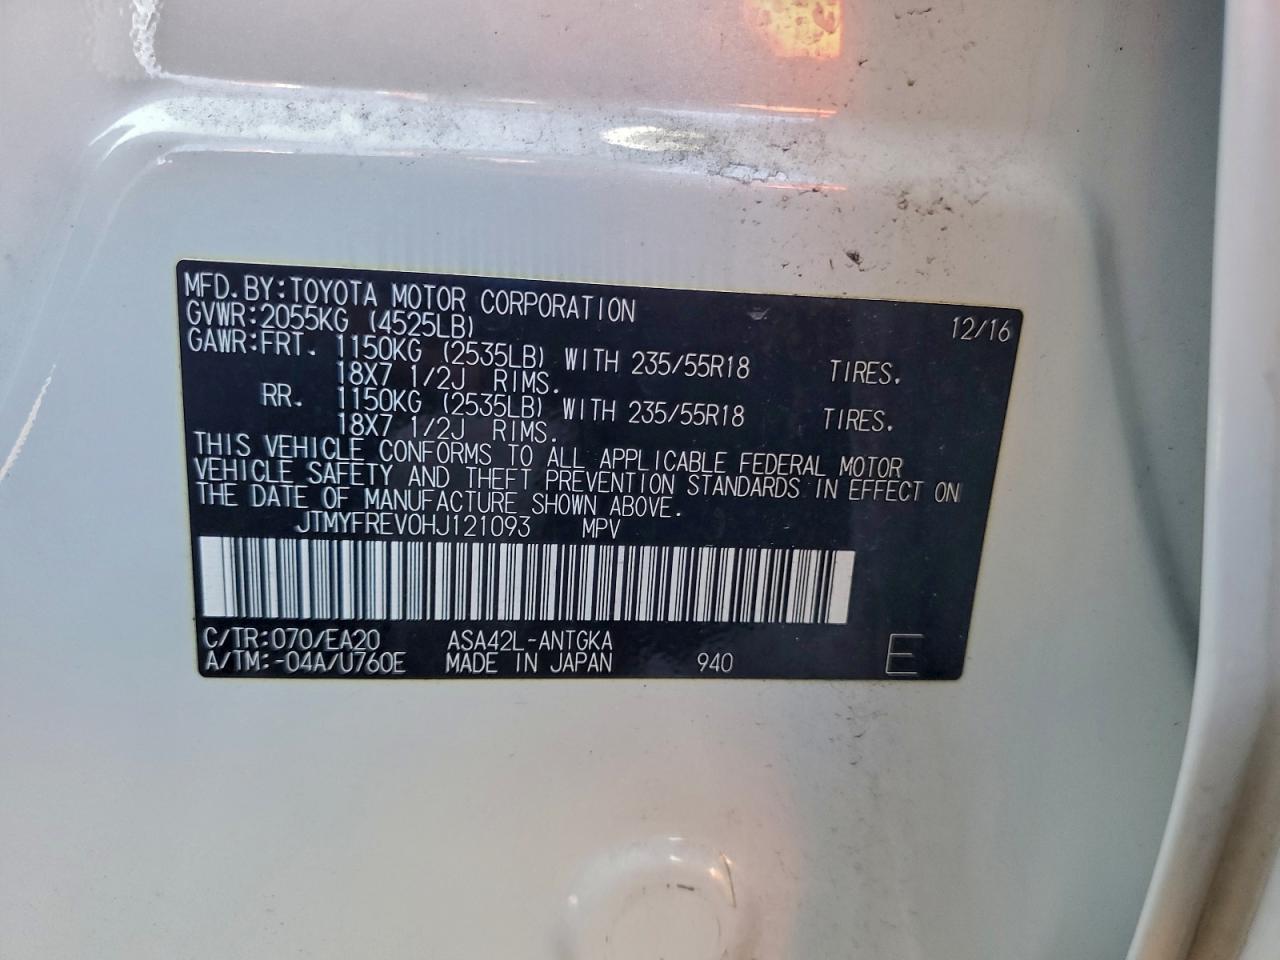 MFD.BY:TOYOTA MOTOR CORPORATION 12/16
GVWR:2055KG (4525LB)
GAWR:FRT. 1150KG (2535LB) WITH 235/55R18 TIRES.
18X7 1/2J RIMS.
RR. 1150KG (2535LB) WITH 235/55R18 TIRES.
18X7 1/2J RIMS.
THIS VEHICLE CONFORMS TO ALL APPLICABLE FEDERAL MOTOR
VEHICLE SAFETY AND THEFT PREVENTION STANDARDS IN EFFECT ON
THE DATE OF MANUFACTURE SHOWN ABOVE.
JTMYFREV0HJ121093 MPV
C/TR:070/EA20 ASA42L-ANTGKA
A/TM:-04A/U760E MADE IN JAPAN 940 E